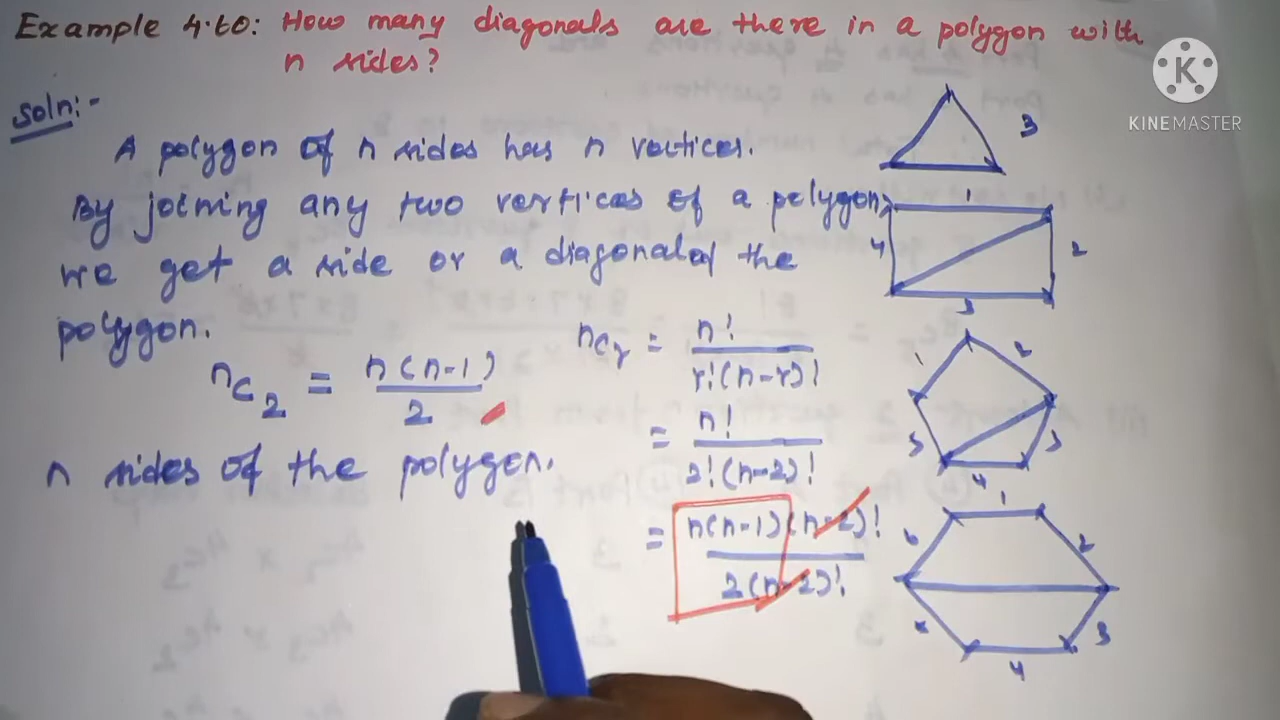 Example 4.60: How many diagonals are there in a polygon with
n sides?
Soln:-
A polygon of n sides has n vertices.
By joining any two vertices of a polygon,
we get a side or a diagonal of the
polygon.
nC2 = n(n-1)/2
n sides of the polygon.
nCr = n!/r!(n-r)!
= n!/2!(n-2)!
= n(n-1)(n-2)!/2(n-2)!
3
1
4
2
3
1
2
5
3
4
1
6
2
5
3
4
K
KINEMASTER